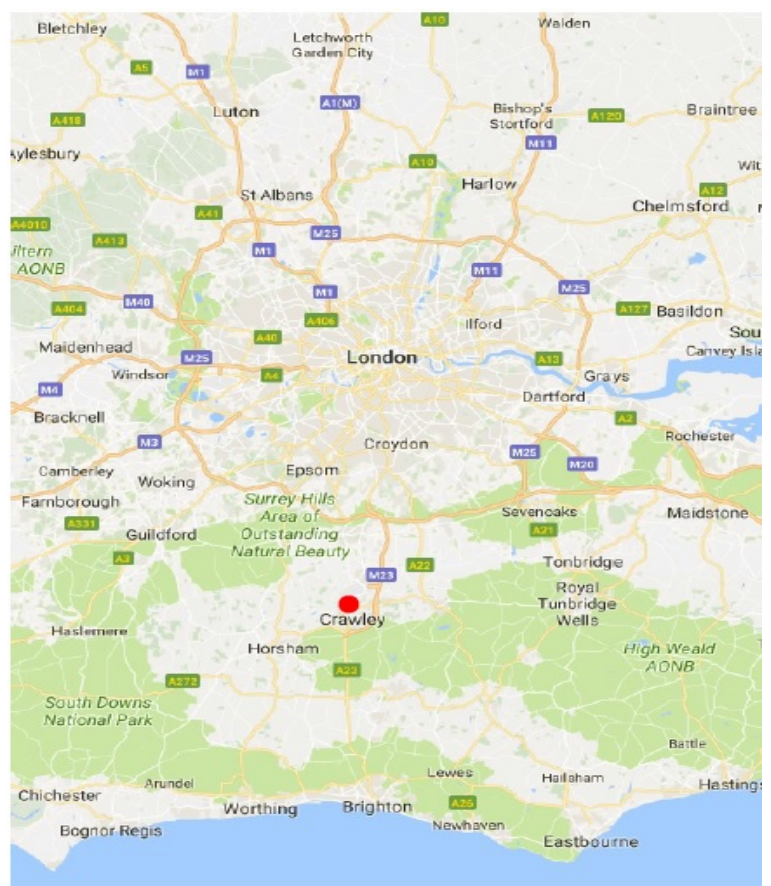 Bletchley
A10
Walden
Letchworth
Garden City
A5
M1
A1(M)
Luton
Bishop's
Stortford
Braintree
A418
A120
M11
Aylesbury
A10
St Albans
Harlow
A12
Chelmsford
A41
A4010
A413
M25
M1
M11
AONB
M40
M1
M25
A404
A406
A127
Basildon
Ilford
A40
Maidenhead
M25
London
A13
Canvey Isla
Windsor
A4
Grays
M4
Dartford
Bracknell
A2
M3
Croydon
Rochester
M25
M20
Camberley
Epsom
Woking
Farnborough
Surrey Hills
Area of
Outstanding
Natural Beauty
Sevenoaks
Maidstone
A331
A21
Guildford
A3
Tonbridge
A22
M23
Royal
Tunbridge
Wells
Crawley
Haslemere
Horsham
High Weald
AONB
A23
A272
South Downs
National Park
Battle
Lewes
Hailsham
Arundel
Hastings
Chichester
Worthing
Brighton
A26
Newhaven
Bognor Regis
Eastbourne